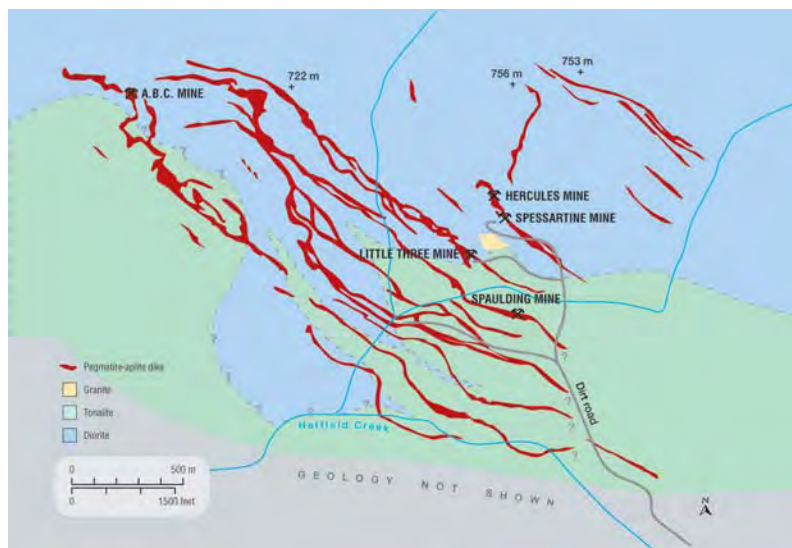 753 m
722 m
756 m
A.B.C. MINE
HERCULES MINE
SPESSARTINE MINE
LITTLE THREE MINE
SPAULDING MINE
Pegmatite-aplite dike
Granite
Tonalite
Diorite
Dirt road
Hatfield Creek
0 500 m
0 1500 feet
GEOLOGY NOT SHOWN
N
?
?
?
?
?
?
?
?
?
?
?